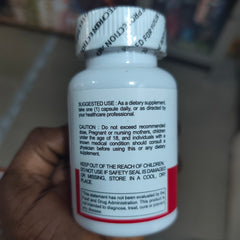 SUGGESTED USE : As a dietary supplement,
take one (1) capsule daily, or as directed by
your healthcare professional.
CAUTION : Do not exceed recommended
dose. Pregnant or nursing mothers, children
under the age of 18, and individuals with a
known medical condition should consult a
physician before using this or any dietary
supplement.
KEEP OUT OF THE REACH OF CHILDREN.
DO NOT USE IF SAFETY SEAL IS DAMAGED
OR MISSING. STORE IN A COOL, DRY
PLACE.
This statement has not been evaluated by the
Food and Drug Administration. This product is
not intended to diagnose, treat, cure or prevent
any disease.